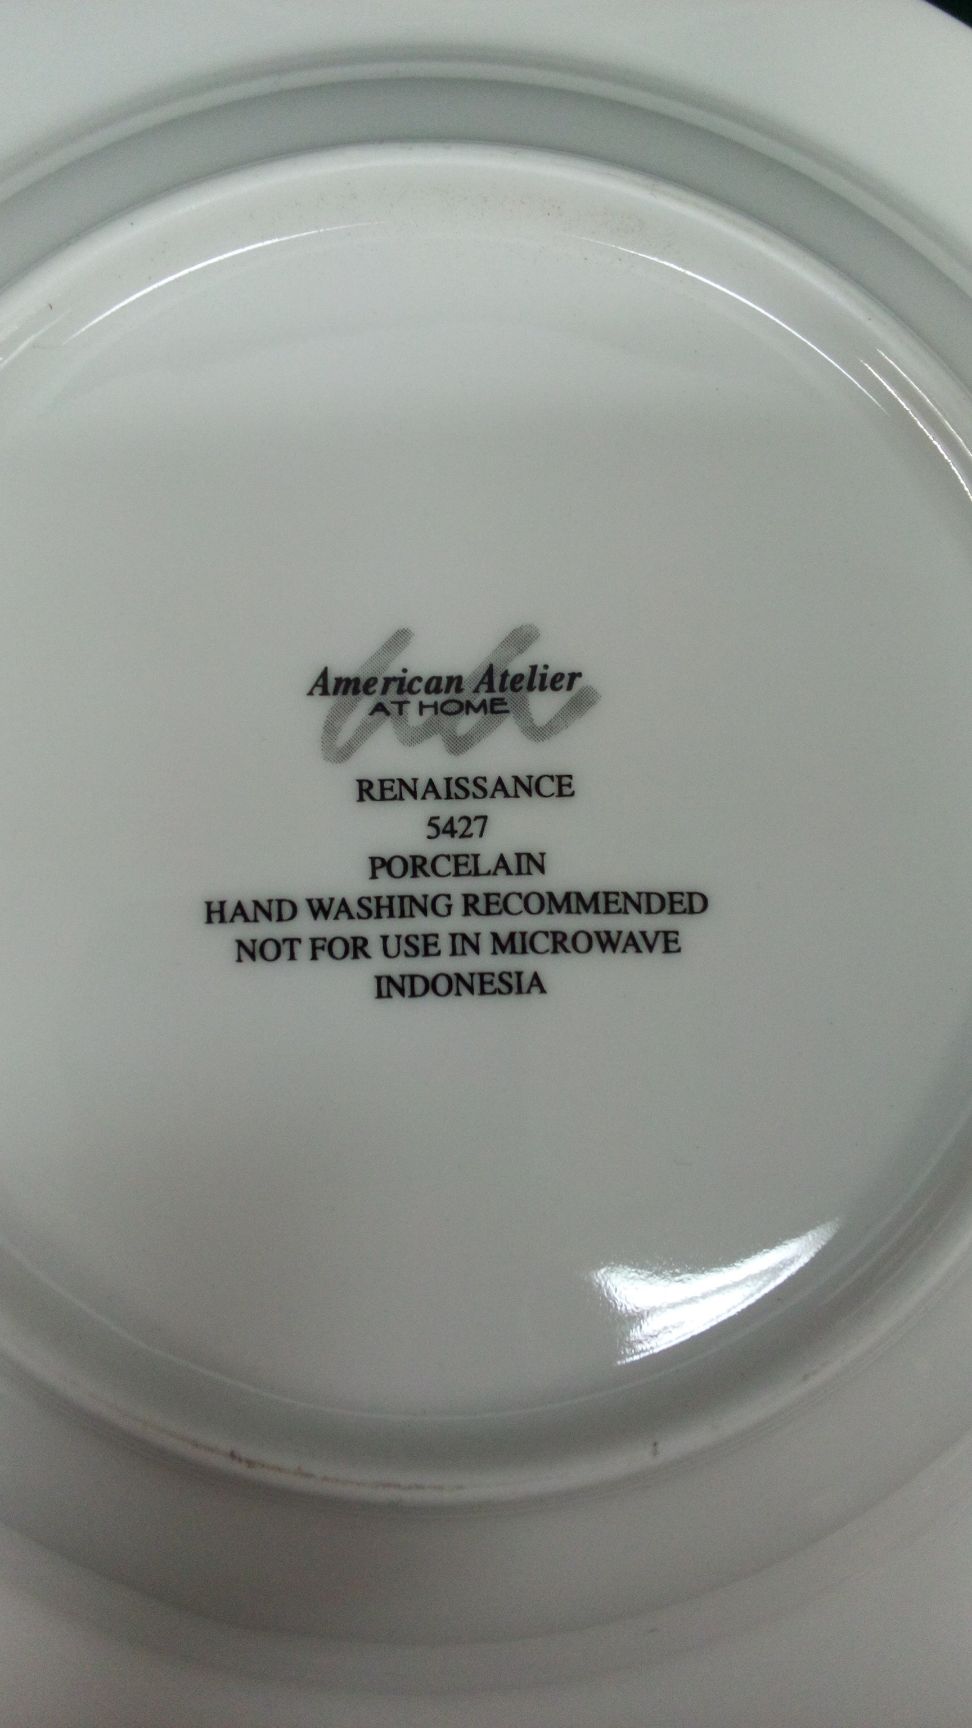 American Atelier
AT HOME
RENAISSANCE
5427
PORCELAIN
HAND WASHING RECOMMENDED
NOT FOR USE IN MICROWAVE
INDONESIA